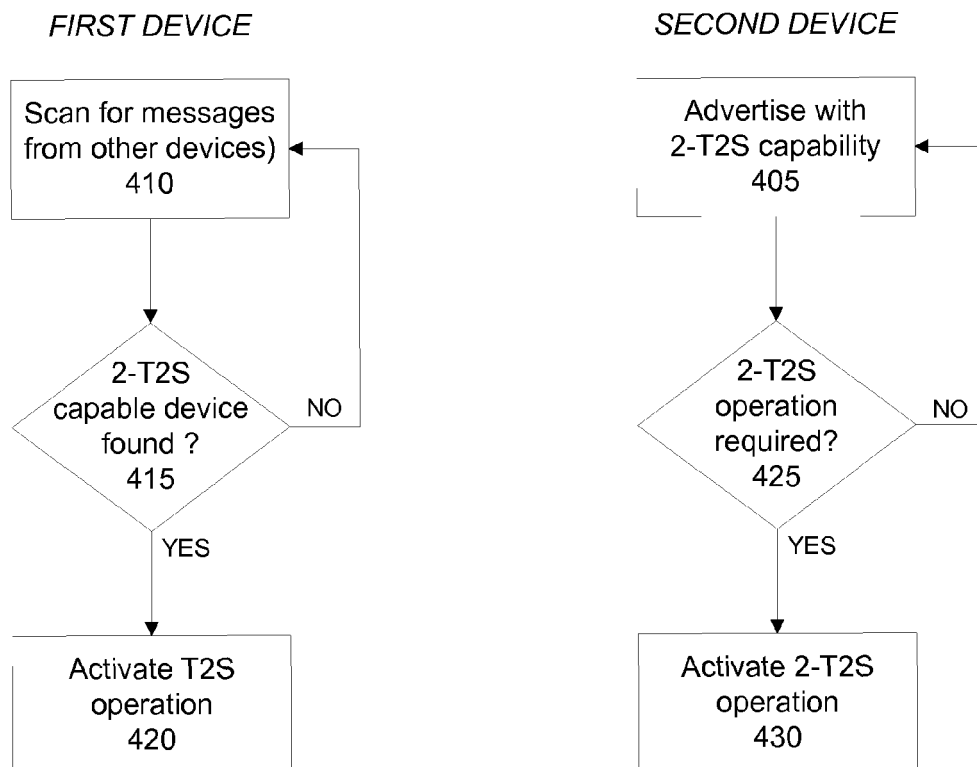 FIRST DEVICE
Scan for messages
from other devices)
410
2-T2S
capable device
found ?
415
NO
YES
Activate T2S
operation
420
SECOND DEVICE
Advertise with
2-T2S capability
405
2-T2S
operation
required?
425
NO
YES
Activate 2-T2S
operation
430